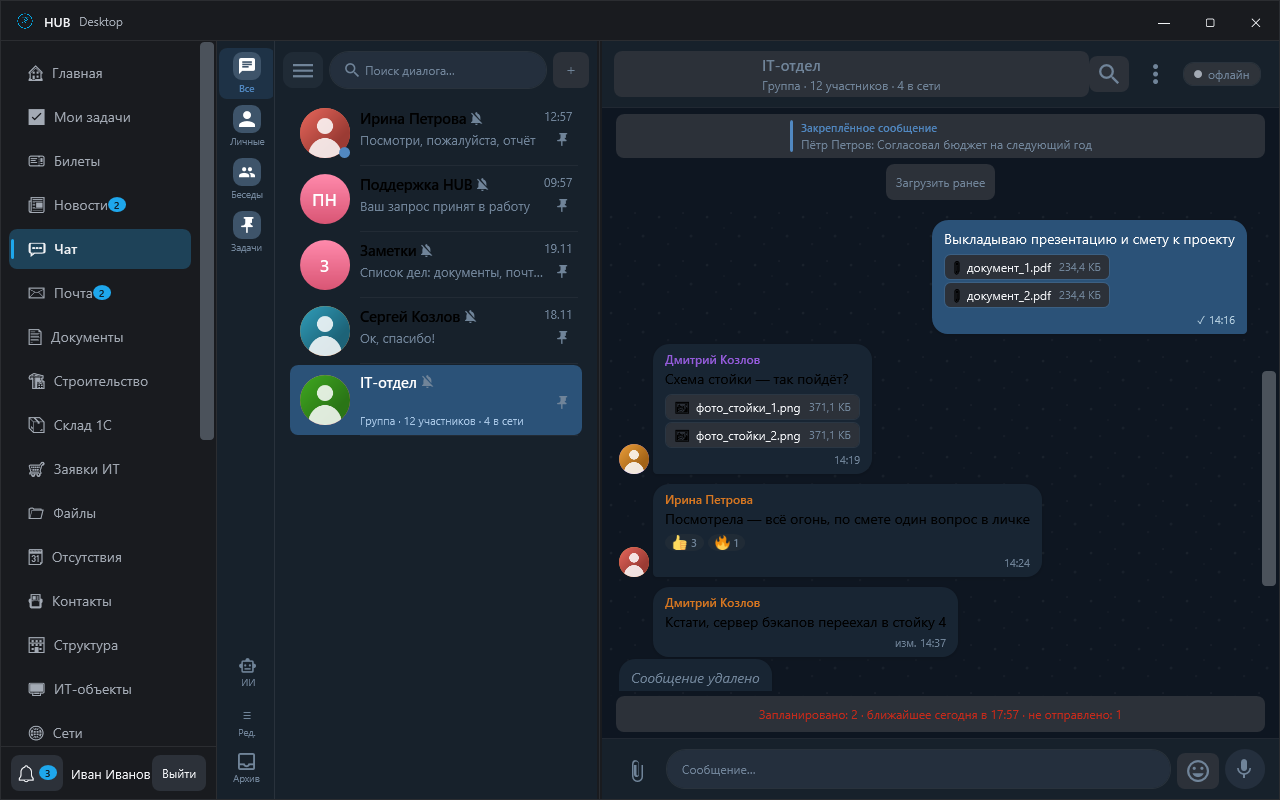 HUB Desktop
Главная
Мои задачи
Билеты
Новости 2
Чат
Почта 2
Документы
Строительство
Склад 1С
Заявки ИТ
Файлы
Отсутствия
Контакты
Структура
ИТ-объекты
Сети
3 Иван Иванов Выйти
Все
Личные
Беседы
Задачи
ИИ
Ред.
Архив
Поиск диалога... +
Ирина Петрова 12:57
Посмотри, пожалуйста, отчёт
ПН
Поддержка HUB 09:57
Ваш запрос принят в работу
З
Заметки 19.11
Список дел: документы, почт...
Сергей Козлов 18.11
Ок, спасибо!
IT-отдел
Группа · 12 участников · 4 в сети
IT-отдел
Группа · 12 участников · 4 в сети
офлайн
Закреплённое сообщение
Пётр Петров: Согласовал бюджет на следующий год
Загрузить ранее
Выкладываю презентацию и смету к проекту
документ_1.pdf 234,4 КБ
документ_2.pdf 234,4 КБ
✓ 14:16
Дмитрий Козлов
Схема стойки — так пойдёт?
фото_стойки_1.png 371,1 КБ
фото_стойки_2.png 371,1 КБ
14:19
Ирина Петрова
Посмотрела — всё огонь, по смете один вопрос в личке
👍 3 🔥 1
14:24
Дмитрий Козлов
Кстати, сервер бэкапов переехал в стойку 4
изм. 14:37
Сообщение удалено
Запланировано: 2 · ближайшее сегодня в 17:57 · не отправлено: 1
Сообщение...